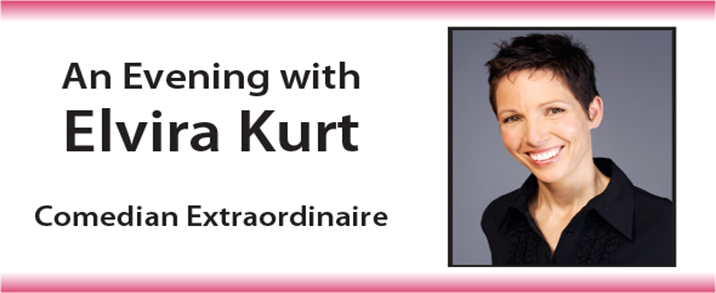 An Evening with
Elvira Kurt
Comedian Extraordinaire